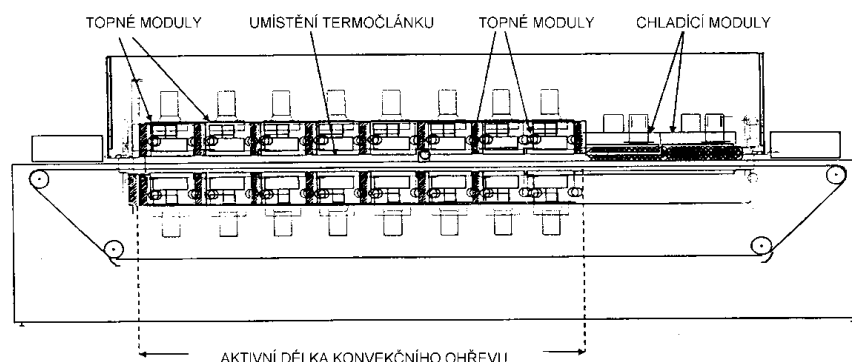 TOPNÉ MODULY
UMÍSTĚNÍ TERMOČLÁNKU
TOPNÉ MODULY
CHLADÍCÍ MODULY
AKTIVNÍ DÉLKA KONVEKČNÍHO OHŘEVU